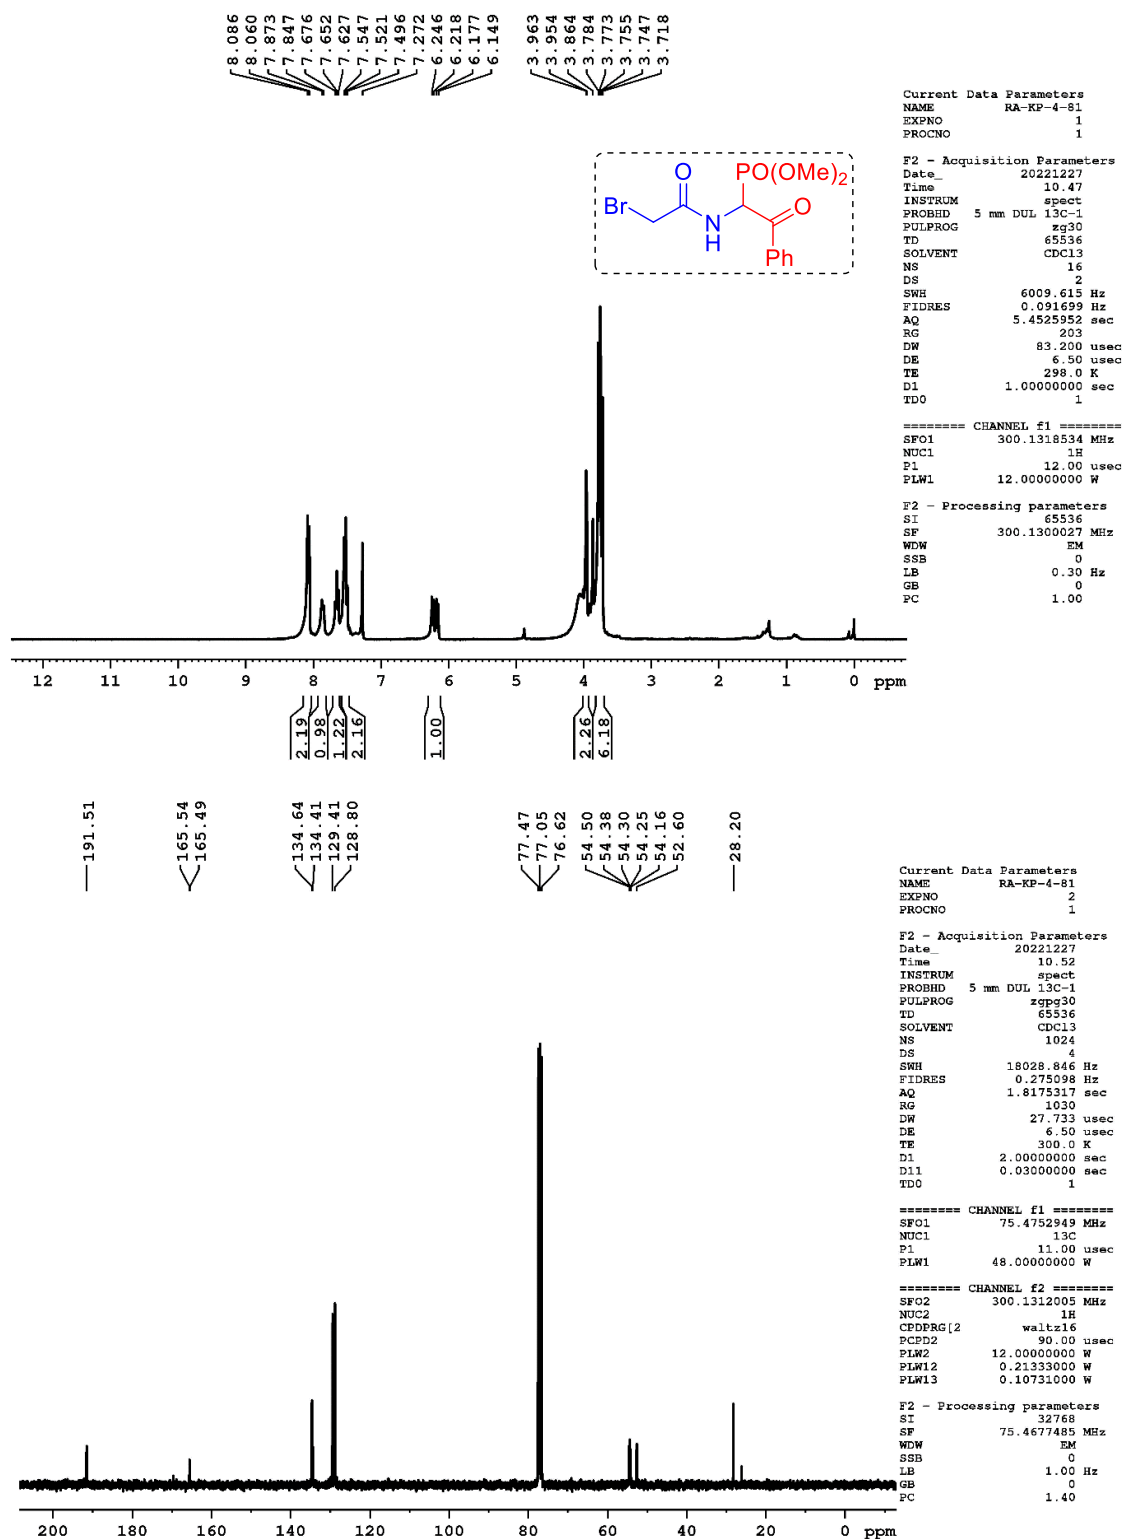 8.086
8.060
7.873
7.847
7.676
7.652
7.627
7.547
7.521
7.496
7.272
6.246
6.218
6.177
6.149
3.963
3.954
3.864
3.784
3.773
3.755
3.747
3.718
Current Data Parameters
NAME RA-KP-4-81
EXPNO 1
PROCNO 1
F2 - Acquisition Parameters
Date_ 20221227
Time 10.47
INSTRUM spect
PROBHD 5 mm DUL 13C-1
PULPROG zg30
TD 65536
SOLVENT CDCl3
NS 16
DS 2
SWH 6009.615 Hz
FIDRES 0.091699 Hz
AQ 5.4525952 sec
RG 203
DW 83.200 usec
DE 6.50 usec
TE 298.0 K
D1 1.00000000 sec
TD0 1
======== CHANNEL f1 ========
SFO1 300.1318534 MHz
NUC1 1H
P1 12.00 usec
PLW1 12.00000000 W
F2 - Processing parameters
SI 65536
SF 300.1300027 MHz
WDW EM
SSB 0
LB 0.30 Hz
GB 0
PC 1.00
O PO(OMe)2
Br O
N
H
Ph
12 11 10 9 8 7 6 5 4 3 2 1 0 ppm
2.19
0.98
1.22
2.16
1.00
2.26
6.18
191.51
165.54
165.49
134.64
134.41
129.41
128.80
77.47
77.05
76.62
54.50
54.38
54.30
54.25
54.16
52.60
28.20
Current Data Parameters
NAME RA-KP-4-81
EXPNO 2
PROCNO 1
F2 - Acquisition Parameters
Date_ 20221227
Time 10.52
INSTRUM spect
PROBHD 5 mm DUL 13C-1
PULPROG zgpg30
TD 65536
SOLVENT CDCl3
NS 1024
DS 4
SWH 18028.846 Hz
FIDRES 0.275098 Hz
AQ 1.8175317 sec
RG 1030
DW 27.733 usec
DE 6.50 usec
TE 300.0 K
D1 2.00000000 sec
D11 0.03000000 sec
TD0 1
======== CHANNEL f1 ========
SFO1 75.4752949 MHz
NUC1 13C
P1 11.00 usec
PLW1 48.00000000 W
======== CHANNEL f2 ========
SFO2 300.1312005 MHz
NUC2 1H
CPDPRG[2 waltz16
PCPD2 90.00 usec
PLW2 12.00000000 W
PLW12 0.21333000 W
PLW13 0.10731000 W
F2 - Processing parameters
SI 32768
SF 75.4677485 MHz
WDW EM
SSB 0
LB 1.00 Hz
GB 0
PC 1.40
200 180 160 140 120 100 80 60 40 20 0 ppm